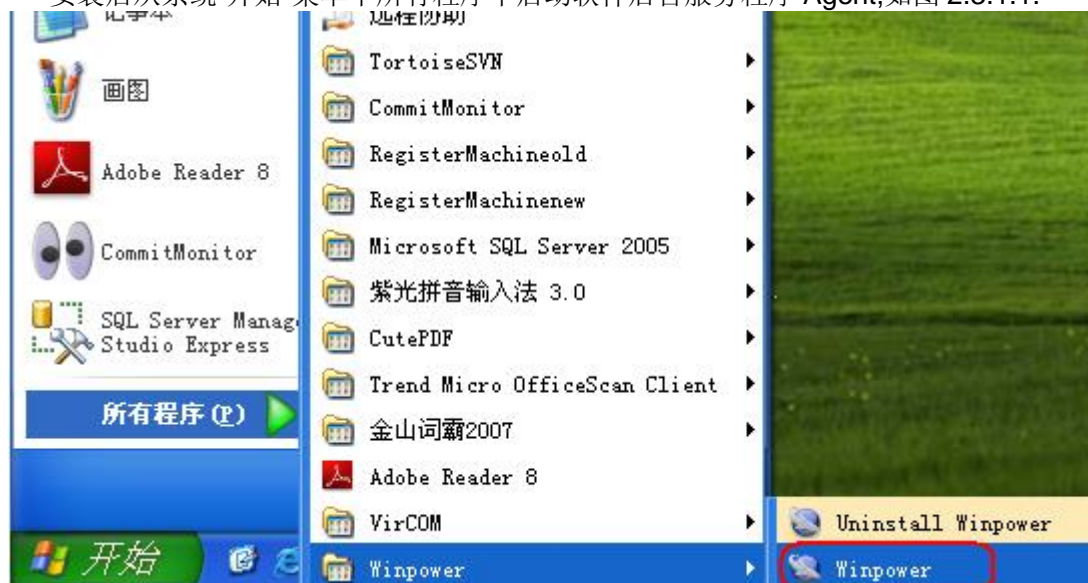 安装后从系统"开始"菜单中所有程序中启动软件后台服务程序 Agent,如图 2.3.1.1.
记事本
画图
Adobe Reader 8
CommitMonitor
SQL Server Manag
Studio Express
所有程序(P)
开始
远程协助
TortoiseSVN
CommitMonitor
RegisterMachineold
RegisterMachinenew
Microsoft SQL Server 2005
紫光拼音输入法 3.0
CutePDF
Trend Micro OfficeScan Client
金山词霸2007
Adobe Reader 8
VirCOM
Winpower
Uninstall Winpower
Winpower